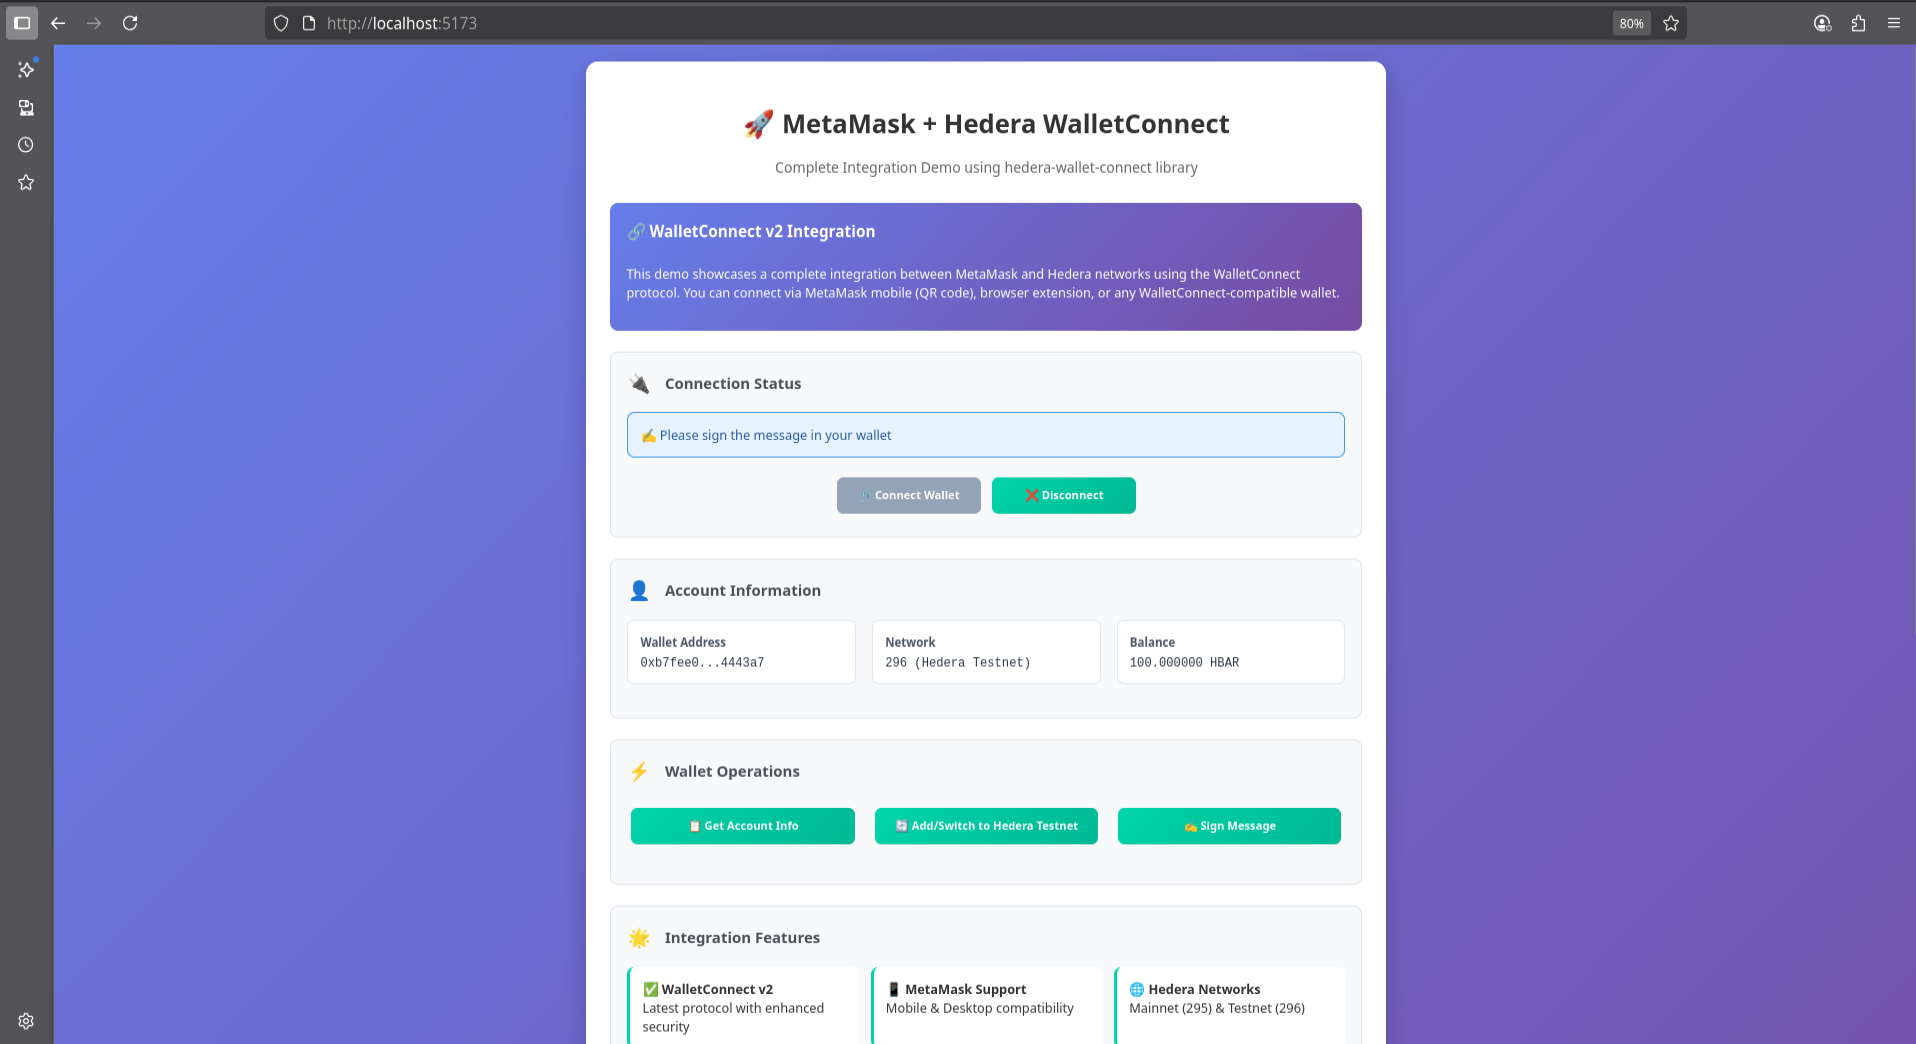 http://localhost:5173
80%
🚀 MetaMask + Hedera WalletConnect
Complete Integration Demo using hedera-wallet-connect library
🔗 WalletConnect v2 Integration
This demo showcases a complete integration between MetaMask and Hedera networks using the WalletConnect
protocol. You can connect via MetaMask mobile (QR code), browser extension, or any WalletConnect-compatible wallet.
🔌 Connection Status
✍️ Please sign the message in your wallet
🔗 Connect Wallet
❌ Disconnect
👤 Account Information
Wallet Address
0xb7fee0...4443a7
Network
296 (Hedera Testnet)
Balance
100.000000 HBAR
⚡ Wallet Operations
📋 Get Account Info
🔄 Add/Switch to Hedera Testnet
✍️ Sign Message
🌟 Integration Features
✅ WalletConnect v2
Latest protocol with enhanced
security
📱 MetaMask Support
Mobile & Desktop compatibility
🌐 Hedera Networks
Mainnet (295) & Testnet (296)